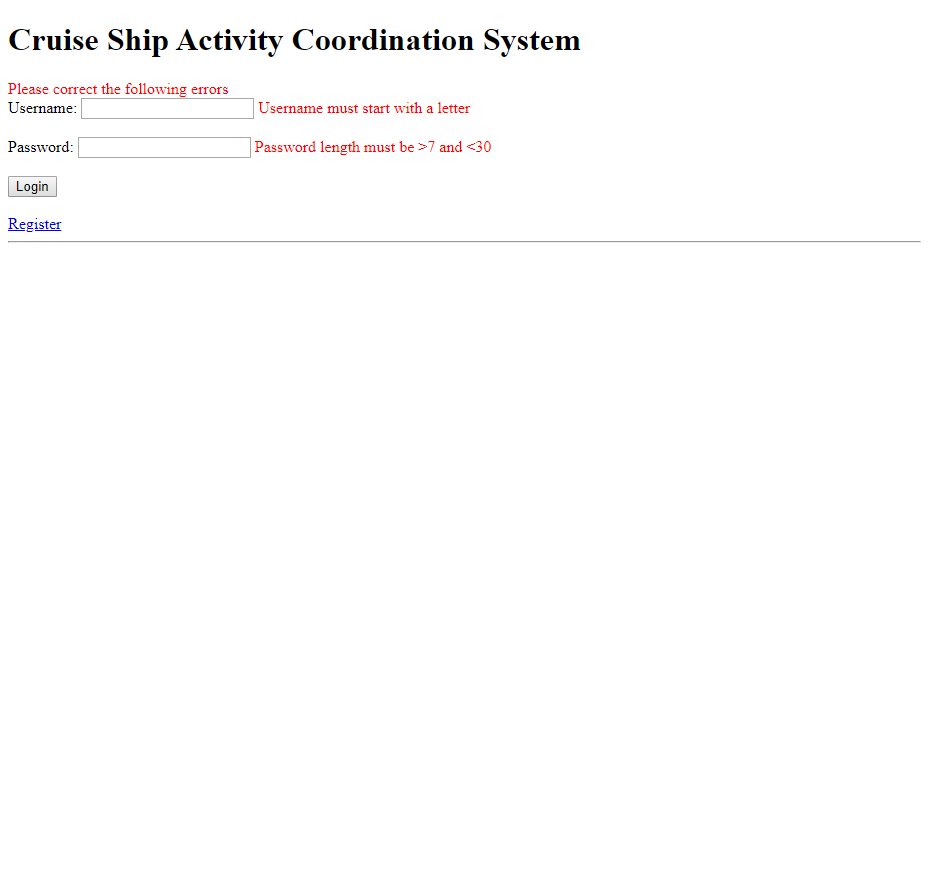 Cruise Ship Activity Coordination System
Please correct the following errors
Username: Username must start with a letter
Password: Password length must be >7 and <30
Login
Register